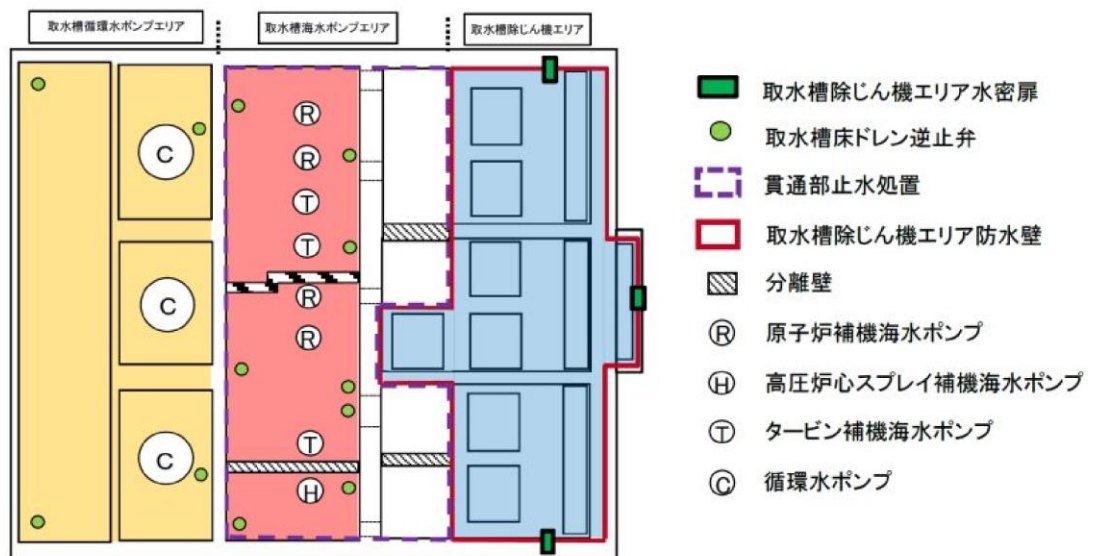 取水槽循環水ポンプエリア
取水槽海水ポンプエリア
取水槽除じん機エリア
C
C
C
R
R
T
T
R
R
T
H
取水槽除じん機エリア水密扉
取水槽床ドレン逆止弁
貫通部止水処置
取水槽除じん機エリア防水壁
分離壁
R 原子炉補機海水ポンプ
H 高圧炉心スプレイ補機海水ポンプ
T タービン補機海水ポンプ
C 循環水ポンプ